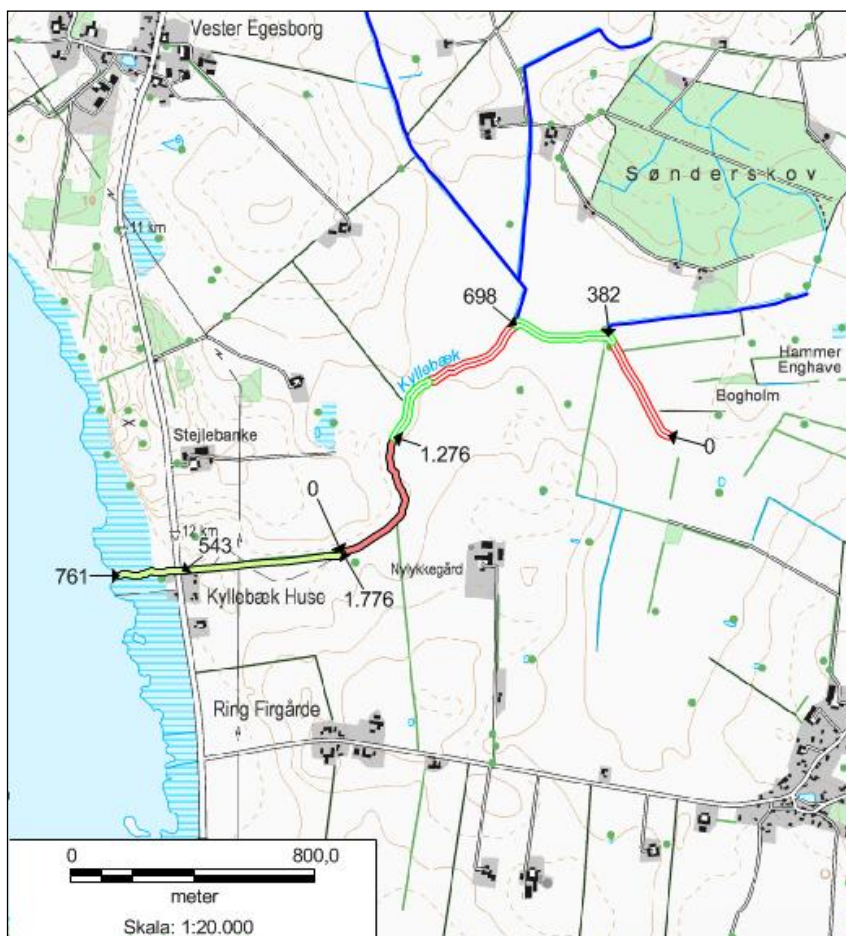 Vester Egesborg
Sønderskov
11 km
698
382
Kyllebæk
Hammer
Enghave
Bogholm
Stejlebanke
1.276
0
0
12 km
543
761
Nylykkegård
Kyllebæk Huse
1.776
Ring Firgårde
0
800,0
meter
Skala: 1:20.000